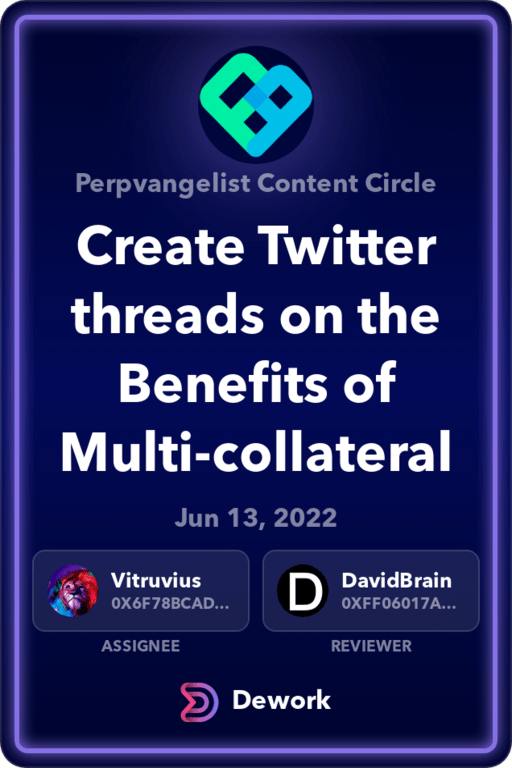 Perpvangelist Content Circle
Create Twitter
threads on the
Benefits of
Multi-collateral
Jun 13, 2022
Vitruvius
0X6F78BCAD...
ASSIGNEE
D
DavidBrain
0XFF06017A...
REVIEWER
Dework